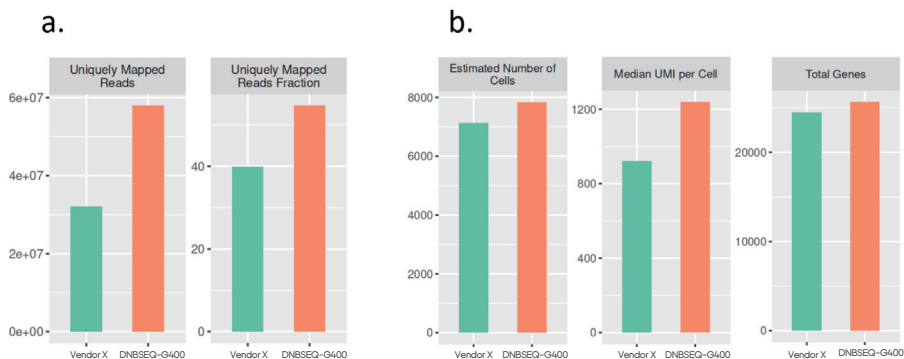 a.
Uniquely Mapped
Reads
6e+07
4e+07
2e+07
0e+00
Vendor X DNBSEQ-G400
Uniquely Mapped
Reads Fraction
40
20
0
Vendor X DNBSEQ-G400
b.
Estimated Number of
Cells
8000
6000
4000
2000
0
Vendor X DNBSEQ-G400
Median UMI per Cell
1200
800
400
0
Vendor X DNBSEQ-G400
Total Genes
20000
10000
0
Vendor X DNBSEQ-G400